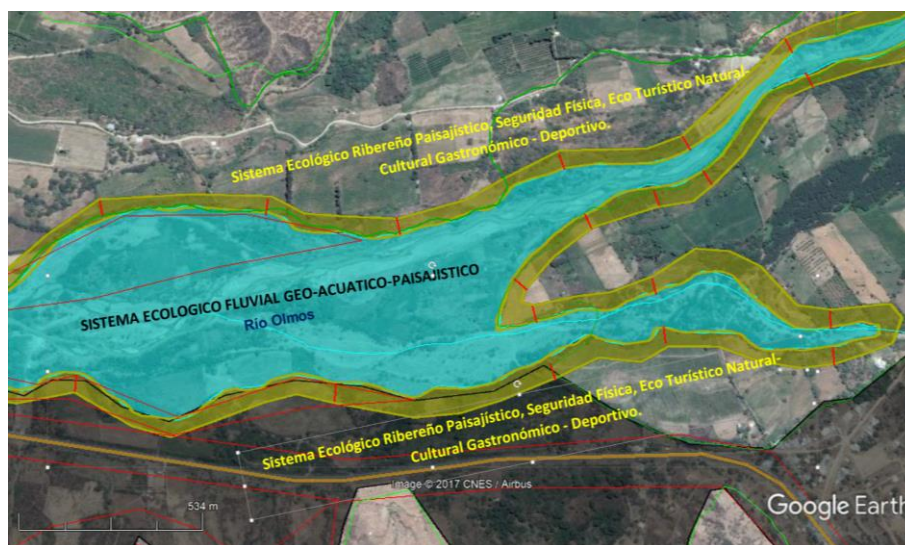 Sistema Ecológico Ribereño Paisajístico, Seguridad Física, Eco Turístico Natural-
Cultural Gastronómico - Deportivo.
SISTEMA ECOLOGICO FLUVIAL GEO-ACUATICO-PAISAJISTICO
Río Olmos
Sistema Ecológico Ribereño Paisajístico, Seguridad Física, Eco Turístico Natural-
Cultural Gastronómico - Deportivo.
Image © 2017 CNES / Airbus
534 m
Google Earth